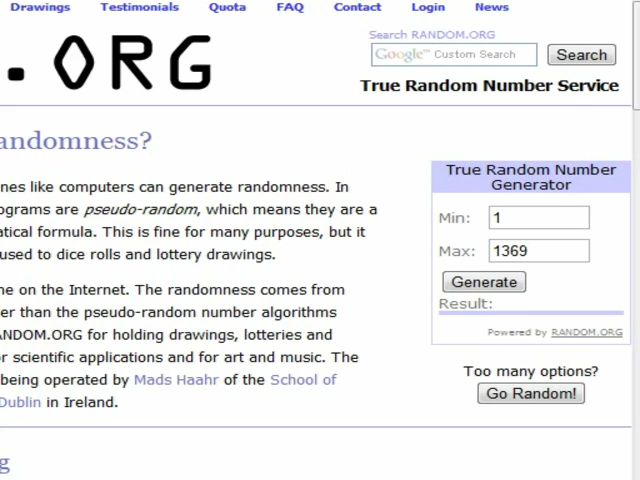 Drawings Testimonials Quota FAQ Contact Login News
.ORG
Search RANDOM.ORG
Google™ Custom Search Search
True Random Number Service
andomness?
nes like computers can generate randomness. In
ograms are pseudo-random, which means they are a
atical formula. This is fine for many purposes, but it
used to dice rolls and lottery drawings.
ne on the Internet. The randomness comes from
er than the pseudo-random number algorithms
ANDOM.ORG for holding drawings, lotteries and
or scientific applications and for art and music. The
being operated by Mads Haahr of the School of
Dublin in Ireland.
True Random Number
Generator
Min: 1
Max: 1369
Generate
Result:
Powered by RANDOM.ORG
Too many options?
Go Random!
g